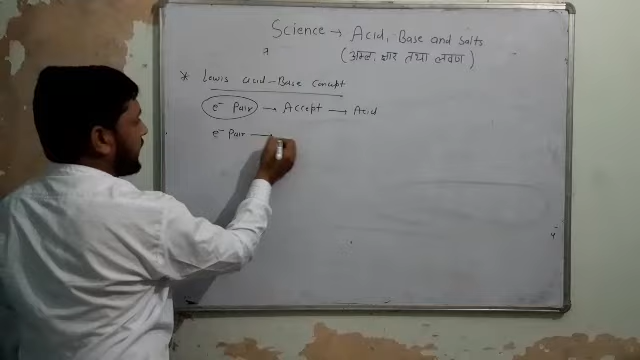 Science → Acid, Base and Salts
(अम्ल, क्षार तथा लवण)
* Lewis Acid-Base Concept
e⁻ Pair → Accept → Acid
e⁻ Pair →